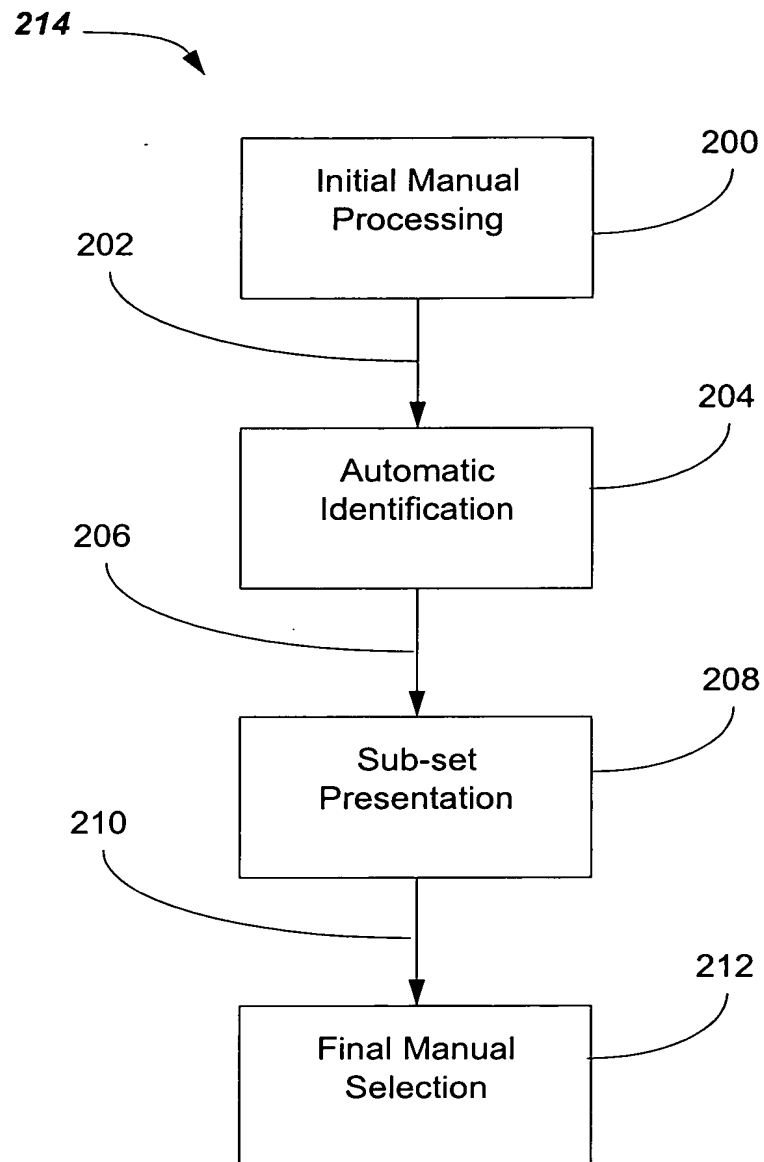 214
200
Initial Manual
Processing
202
204
Automatic
Identification
206
208
Sub-set
Presentation
210
212
Final Manual
Selection